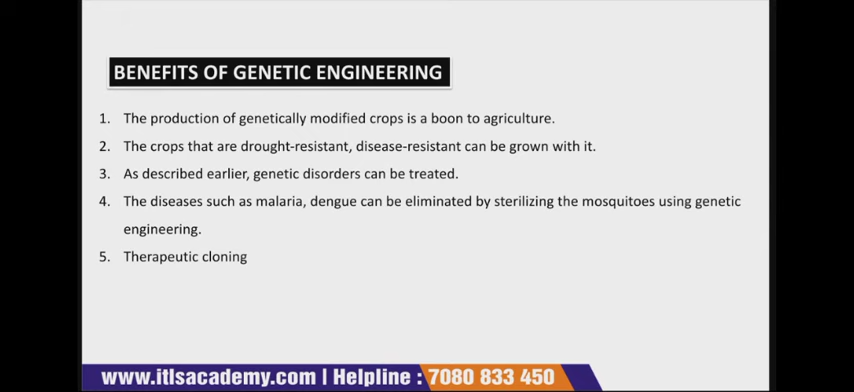 BENEFITS OF GENETIC ENGINEERING
1. The production of genetically modified crops is a boon to agriculture.
2. The crops that are drought-resistant, disease-resistant can be grown with it.
3. As described earlier, genetic disorders can be treated.
4. The diseases such as malaria, dengue can be eliminated by sterilizing the mosquitoes using genetic
engineering.
5. Therapeutic cloning
www.itlsacademy.com | Helpline : 7080 833 450